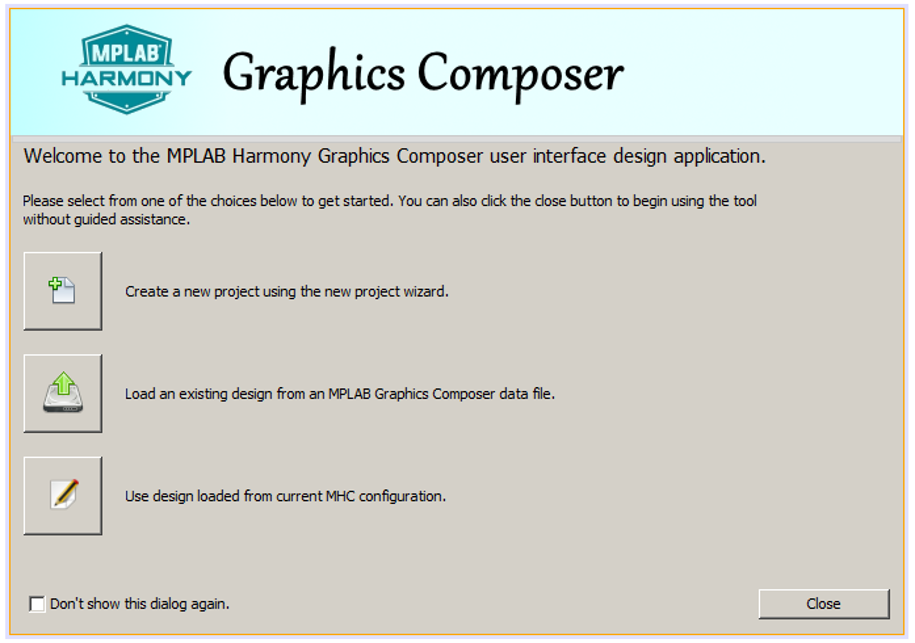 MPLAB®
HARMONY
Graphics Composer
Welcome to the MPLAB Harmony Graphics Composer user interface design application.
Please select from one of the choices below to get started. You can also click the close button to begin using the tool
without guided assistance.
Create a new project using the new project wizard.
Load an existing design from an MPLAB Graphics Composer data file.
Use design loaded from current MHC configuration.
Don't show this dialog again.
Close